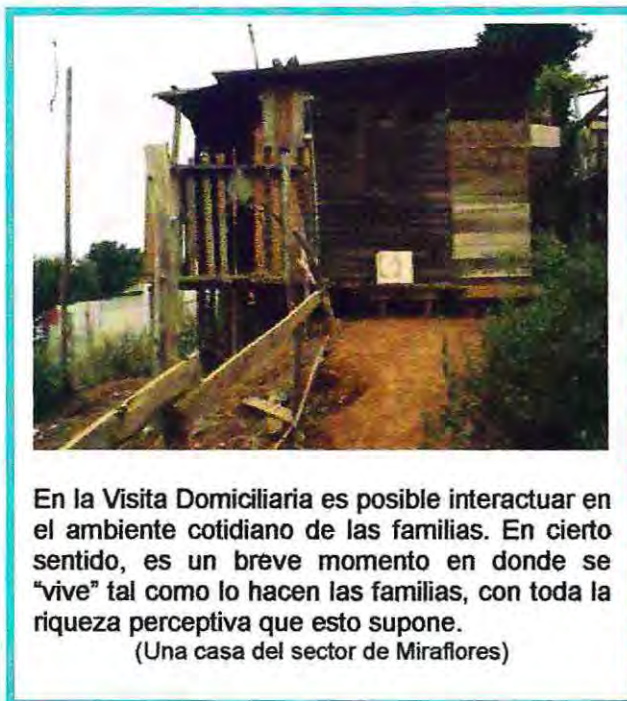 En la Visita Domiciliaria es posible interactuar en
el ambiente cotidiano de las familias. En cierto
sentido, es un breve momento en donde se
“vive” tal como lo hacen las familias, con toda la
riqueza perceptiva que esto supone.
(Una casa del sector de Miraflores)